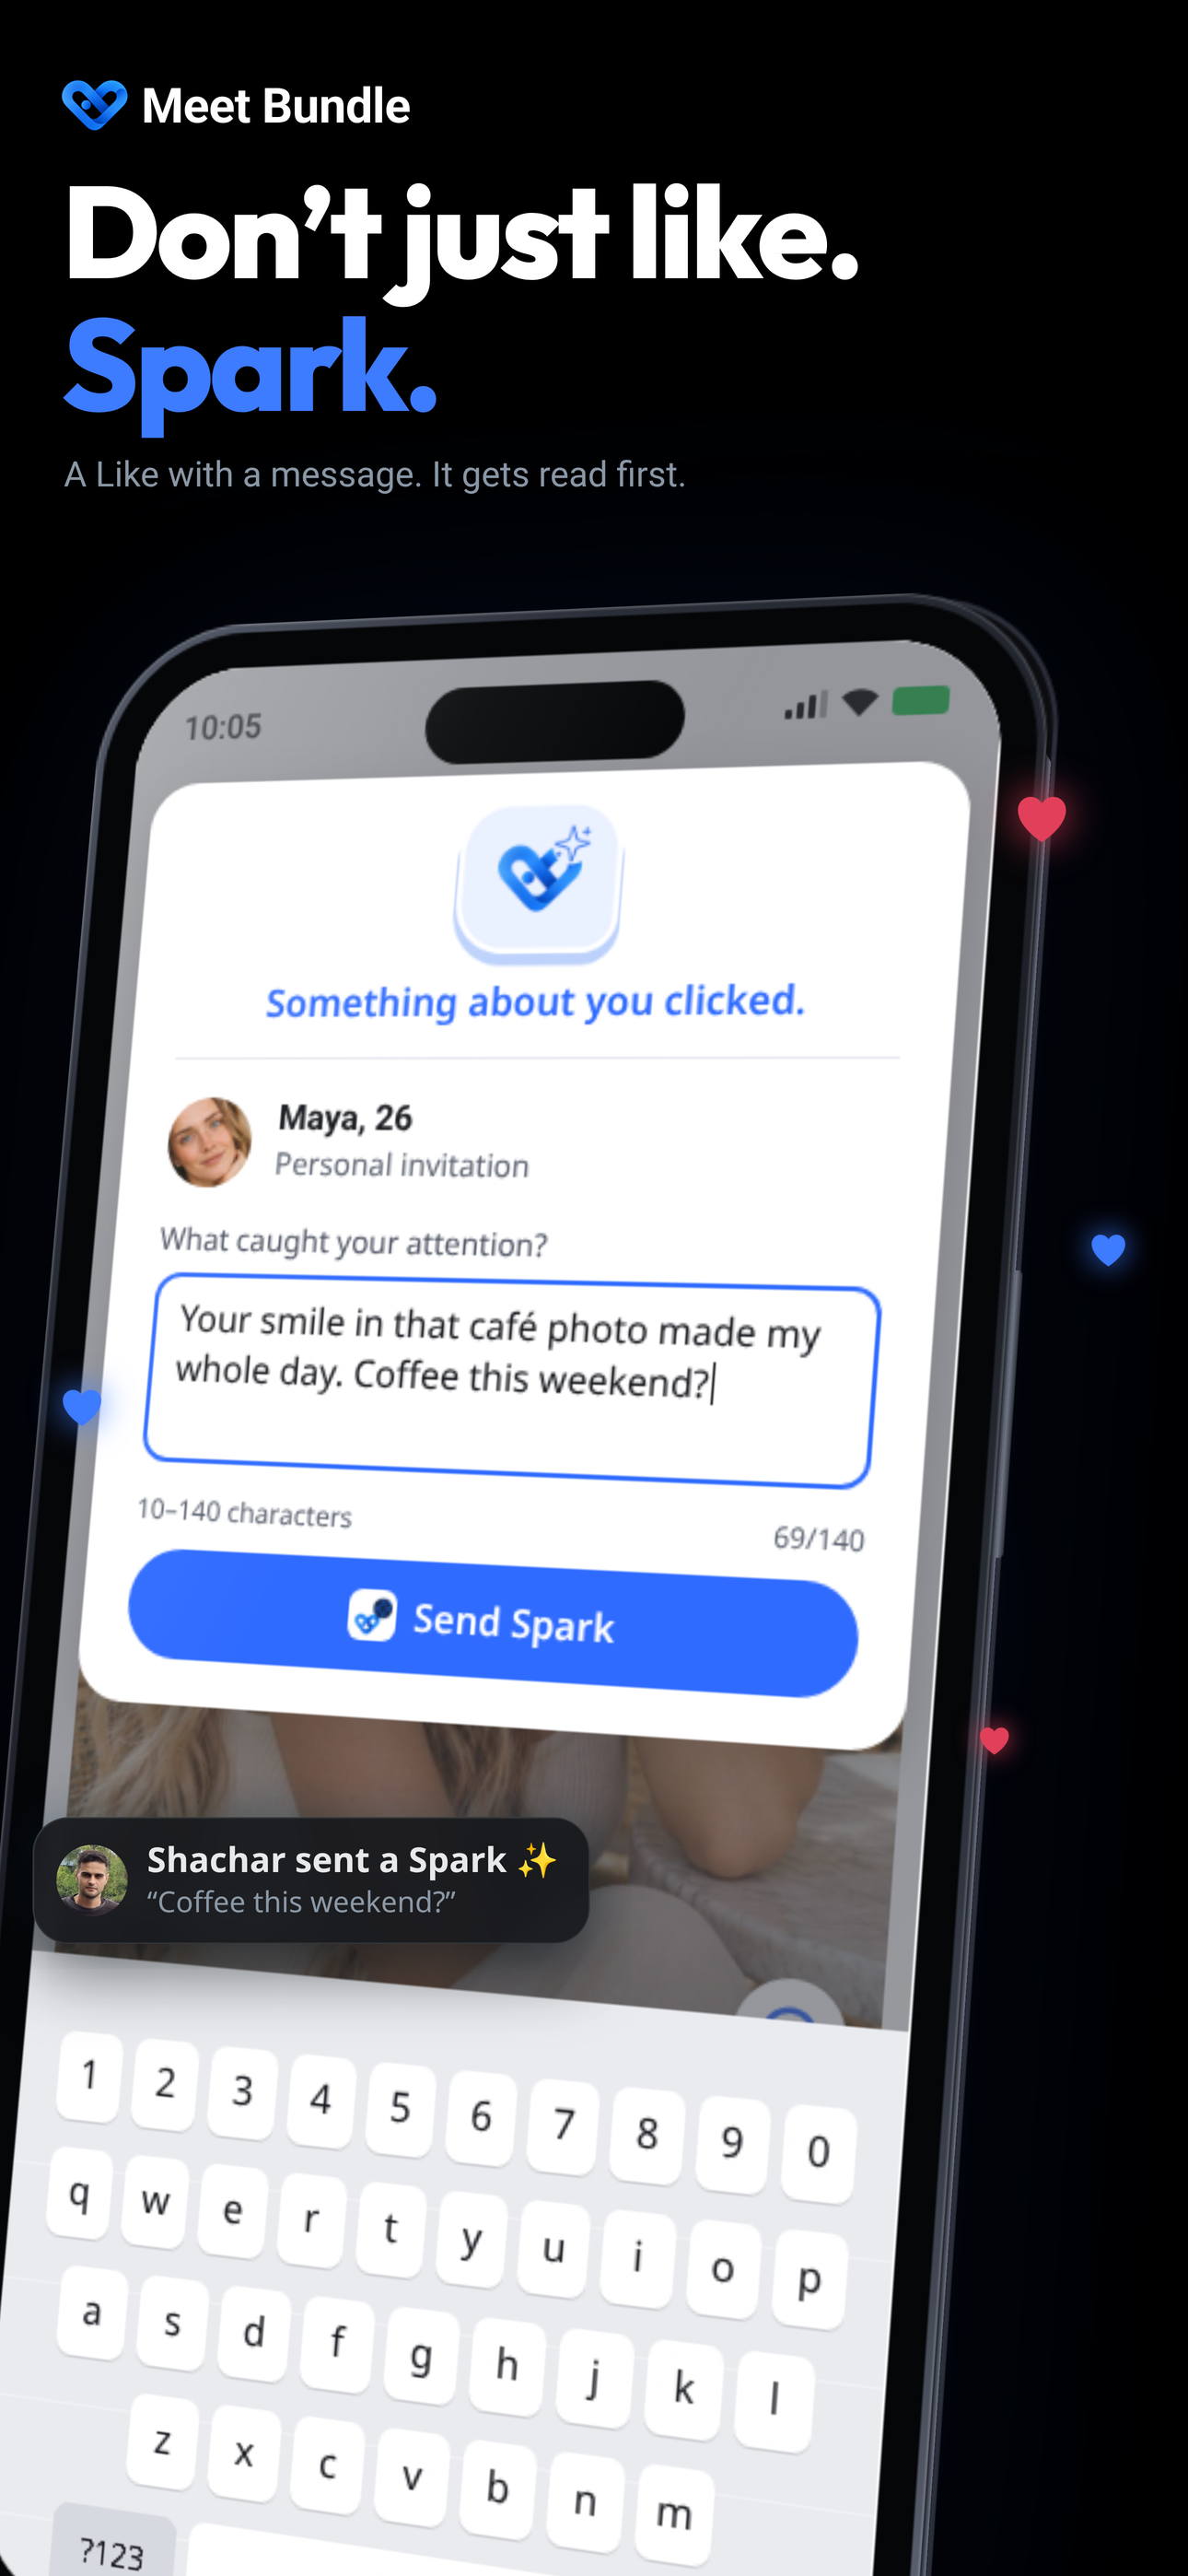 Meet Bundle
Don’t just like.
Spark.
A Like with a message. It gets read first.
10:05
Something about you clicked.
Maya, 26
Personal invitation
What caught your attention?
Your smile in that café photo made my
whole day. Coffee this weekend?
10–140 characters
69/140
Send Spark
Shachar sent a Spark ✨
“Coffee this weekend?”
1 2 3 4 5 6 7 8 9 0
q w e r t y u i o p
a s d f g h j k l
z x c v b n m
?123